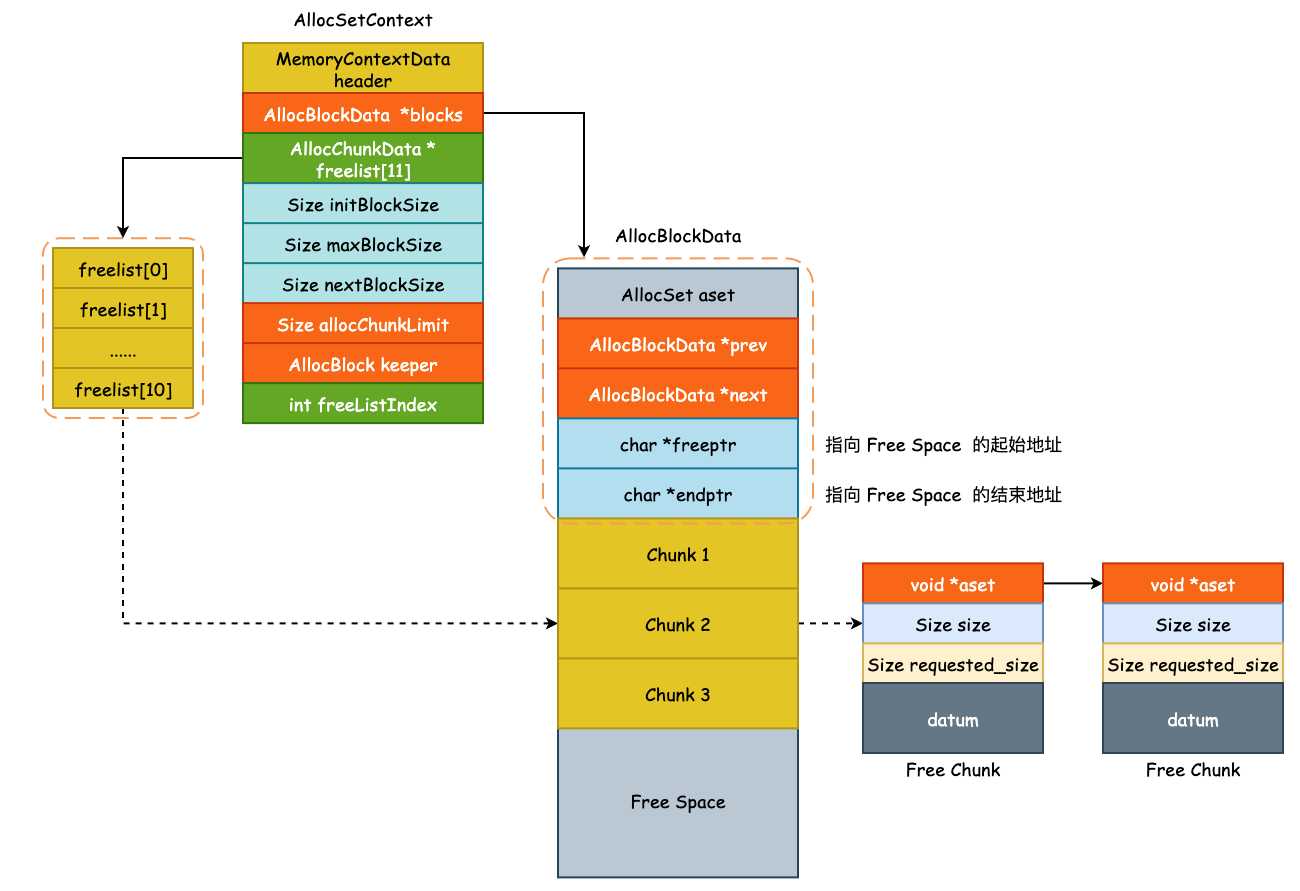 AllocSetContext
MemoryContextData
header
AllocBlockData *blocks
AllocChunkData *
freelist[11]
Size initBlockSize
Size maxBlockSize
Size nextBlockSize
Size allocChunkLimit
AllocBlock keeper
int freeListIndex
freelist[0]
freelist[1]
......
freelist[10]
AllocBlockData
AllocSet aset
AllocBlockData *prev
AllocBlockData *next
char *freeptr
指向 Free Space 的起始地址
char *endptr
指向 Free Space 的结束地址
Chunk 1
Chunk 2
Chunk 3
Free Space
void *aset
Size size
Size requested_size
datum
Free Chunk
void *aset
Size size
Size requested_size
datum
Free Chunk